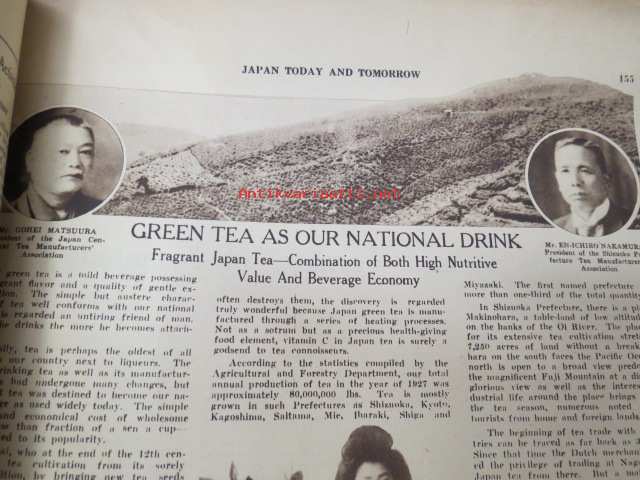 JAPAN TODAY AND TOMORROW
155
Antikvariaatti.net
Mr. GOHEI MATSUURA
of the Japan Cen-
Tea Manufacturers'
Association
GREEN TEA AS OUR NATIONAL DRINK
Fragrant Japan Tea—Combination of Both High Nutritive
Value And Beverage Economy
Mr. EN-ICHIRO NAKAMURA
President of the Shizuoka
fecture Tea Manufacturers
Association
green tea is a mild beverage possessing
flavor and a quality of gentle
The simple but austere charac-
of tea well conforms with our national
is regarded an untiring friend of man,
he drinks the more he becomes attach-
tea is perhaps the oldest of all
our country next to liqueurs. The
drinking tea as well as its manufactur-
had undergone many changes, but
tea was destined to become our na-
as used widely today. The simple
and economical cost of wholesome
than fraction of a sen a cup—
to its popularity.
who at the end of the 12th cen-
tea cultivation from its sorely
by bringing new tea seeds
often destroys them, the discovery is regarded
truly wonderful because Japan green tea is manu-
factured through a series of heating processes.
Not as a nostrum but as a precious health-giving
food element, vitamin C in Japan tea is surely a
godsend to tea connoisseurs.
According to the statistics compiled by the
Agricultural and Forestry Department, our total
annual production of tea in the year of 1927 was
approximately 80,000,000 lbs. Tea is mostly
grown in such Prefectures as Shizuoka, Kyoto,
Kagoshima, Saitama, Mie, Ibaraki, Shiga and
Miyazaki. The first named prefecture
more than one-third of the total
In Shizuoka Prefecture, there is a
Makinohara, a table-land of low
on the banks of the Oi River. The
for its extensive tea cultivation
7,250 acres of land without a break
hara on the south faces the Pacific
north is open to a broad view
the magnificent Fuji Mountain at a
glorious view as well as the
dustrial life around the place brings
the tea season, numerous
tourists from home and foreign
The beginning of tea trade with
tries can be traced as far back as
Since that time the Dutch
ed the privilege of trading at
Japan tea from there. But a